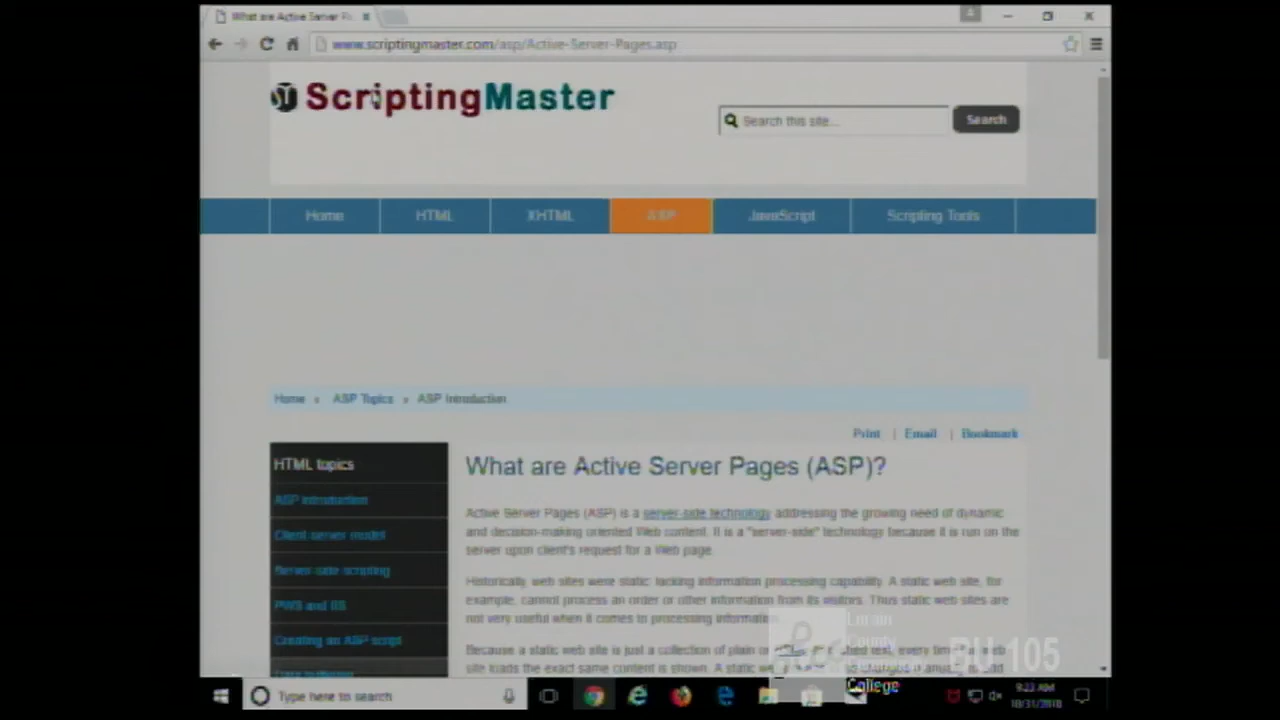 What are Active Server P
www.scriptingmaster.com/asp/Active-Server-Pages.asp
ScriptingMaster
Search this site...
Search
Home
HTML
XHTML
ASP
JavaScript
Scripting Tools
Home » ASP Topics » ASP Introduction
Print | Email | Bookmark
HTML topics
ASP Introduction
Client server model
Server-side scripting
PWS and IIS
Creating an ASP script
What are Active Server Pages (ASP)?
Active Server Pages (ASP) is a server-side technology addressing the growing need of dynamic
and decision-making oriented Web content. It is a "server-side" technology because it is run on the
server upon client's request for a Web page.
Historically web sites were static: lacking information processing capability. A static web site, for
example, cannot process an order or other information from its visitors. Thus static web sites are
not very useful when it comes to processing information.
Because a static web site is just a collection of plain text, every time web
site loads the exact same content is shown. A static
Lorain
County
College
BU 105
Type here to search
9:23 AM
10/31/2018